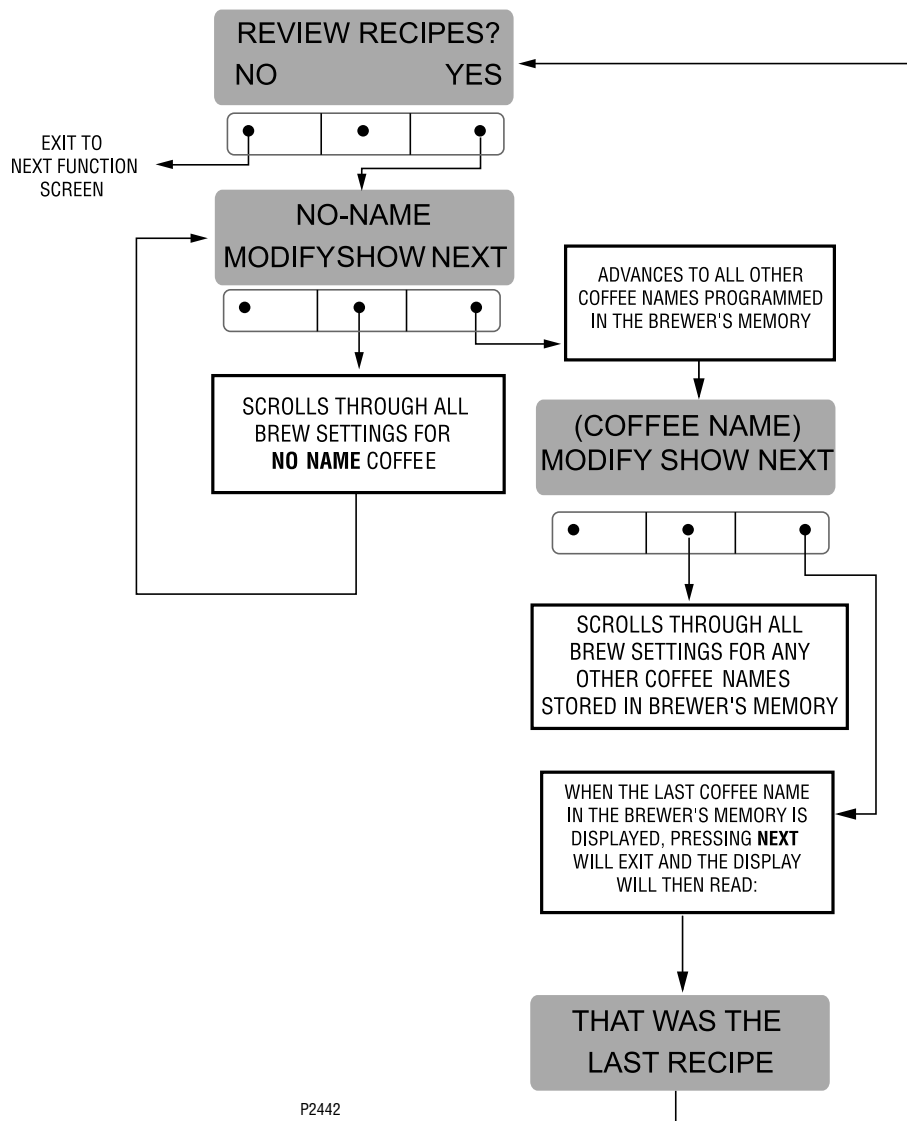 REVIEW RECIPES?
NO YES
EXIT TO
NEXT FUNCTION
SCREEN
NO-NAME
MODIFY SHOW NEXT
ADVANCES TO ALL OTHER
COFFEE NAMES PROGRAMMED
IN THE BREWER'S MEMORY
SCROLLS THROUGH ALL
BREW SETTINGS FOR
NO NAME COFFEE
(COFFEE NAME)
MODIFY SHOW NEXT
SCROLLS THROUGH ALL
BREW SETTINGS FOR ANY
OTHER COFFEE NAMES
STORED IN BREWER'S MEMORY
WHEN THE LAST COFFEE NAME
IN THE BREWER'S MEMORY IS
DISPLAYED, PRESSING NEXT
WILL EXIT AND THE DISPLAY
WILL THEN READ:
THAT WAS THE
LAST RECIPE
P2442